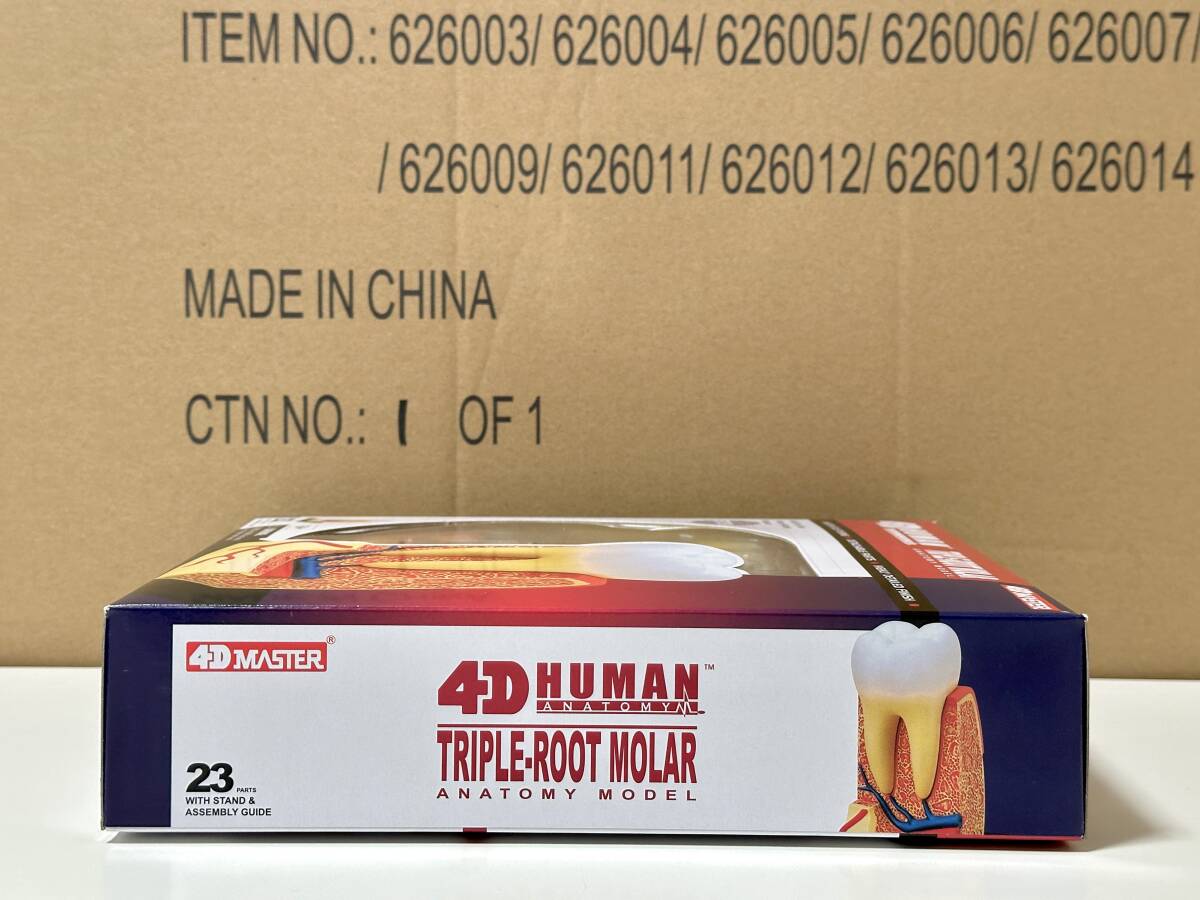 ITEM NO.: 626003/ 626004/ 626005/ 626006/ 626007/
/ 626009/ 626011/ 626012/ 626013/ 626014
MADE IN CHINA
CTN NO.: 1 OF 1
4D MASTER®
4D HUMAN™
ANATOMY
TRIPLE-ROOT MOLAR
ANATOMY MODEL
23 PARTS
WITH STAND &
ASSEMBLY GUIDE